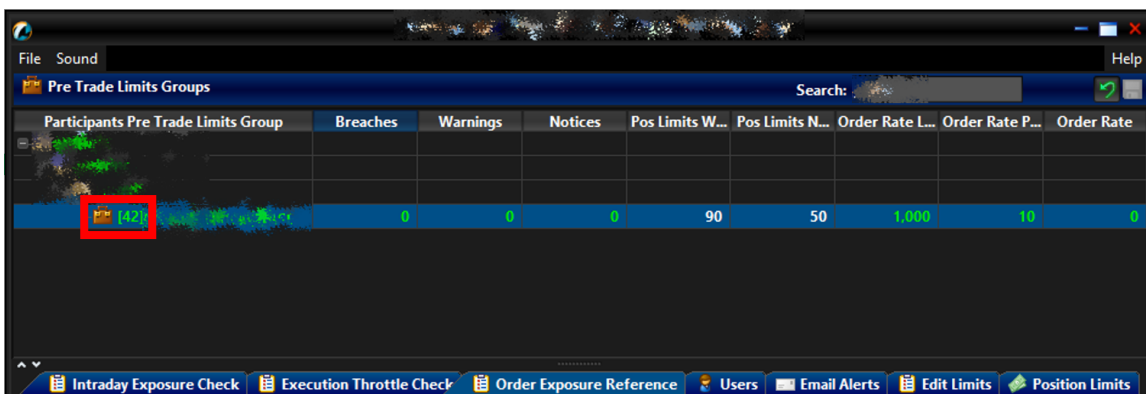 File Sound Help
Pre Trade Limits Groups Search:
Participants Pre Trade Limits Group Breaches Warnings Notices Pos Limits W... Pos Limits N... Order Rate L... Order Rate P... Order Rate
[42] 0 0 0 90 50 1,000 10 0
Intraday Exposure Check Execution Throttle Check Order Exposure Reference Users Email Alerts Edit Limits Position Limits